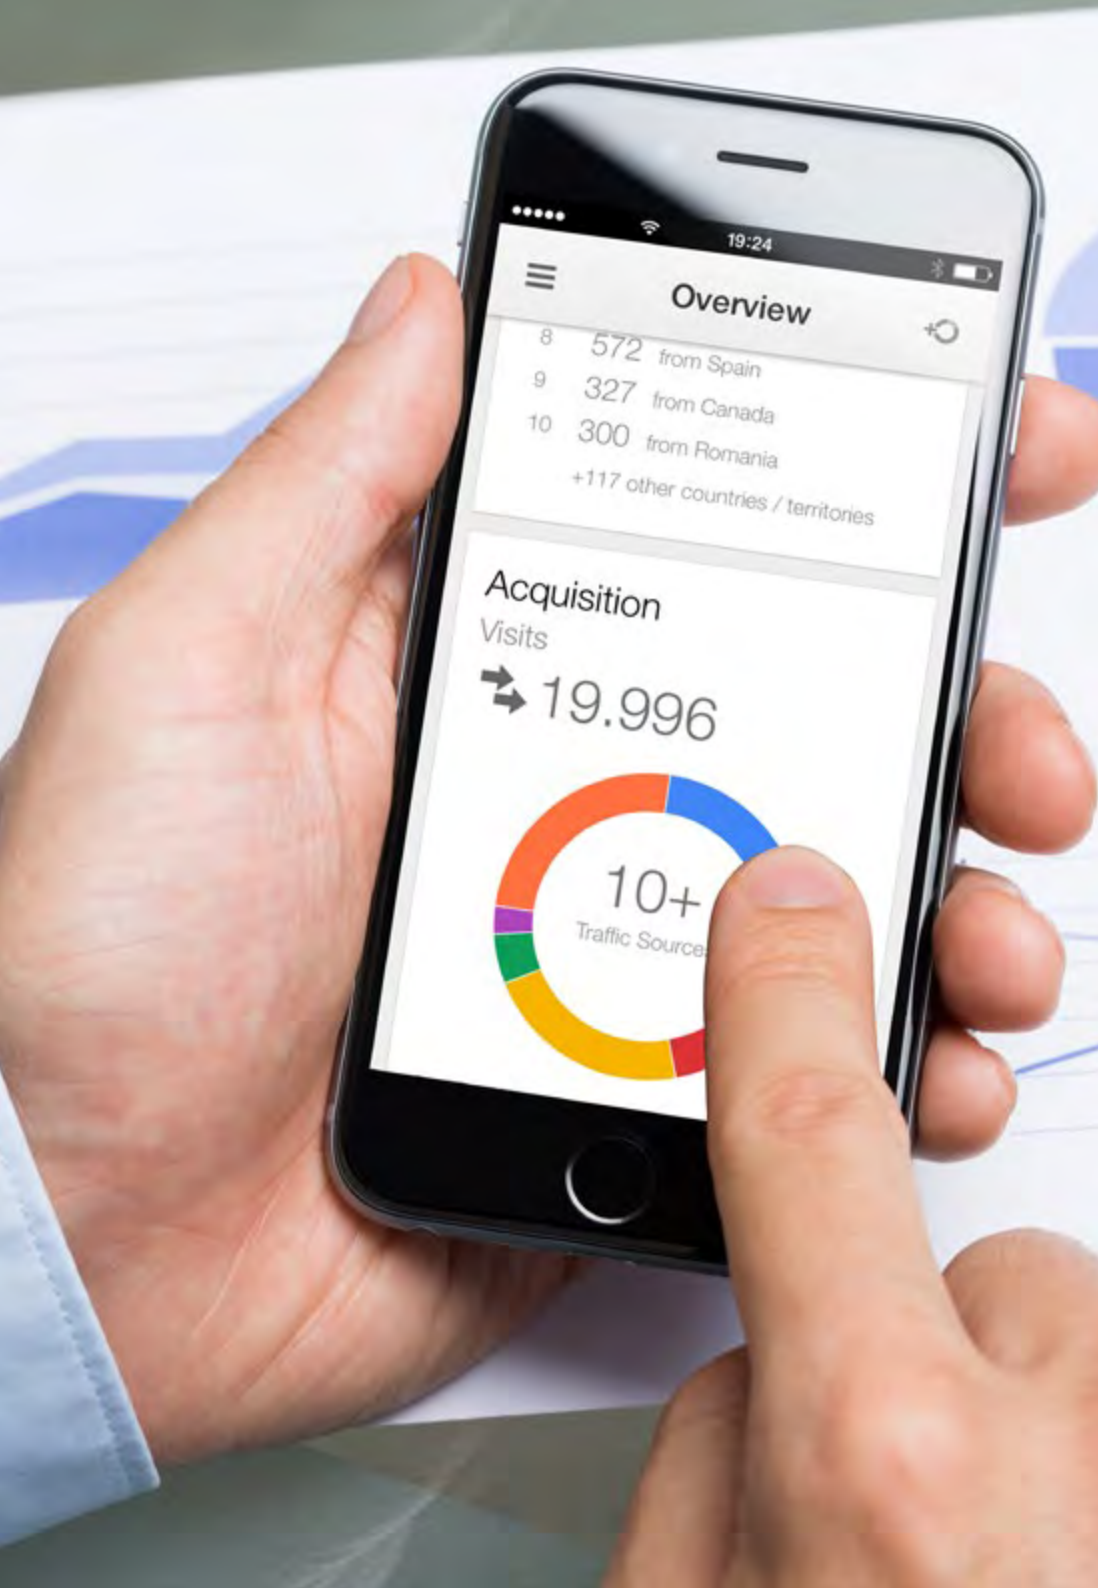 19:24
Overview
8 572 from Spain
9 327 from Canada
10 300 from Romania
+117 other countries / territories
Acquisition
Visits
19.996
10+
Traffic